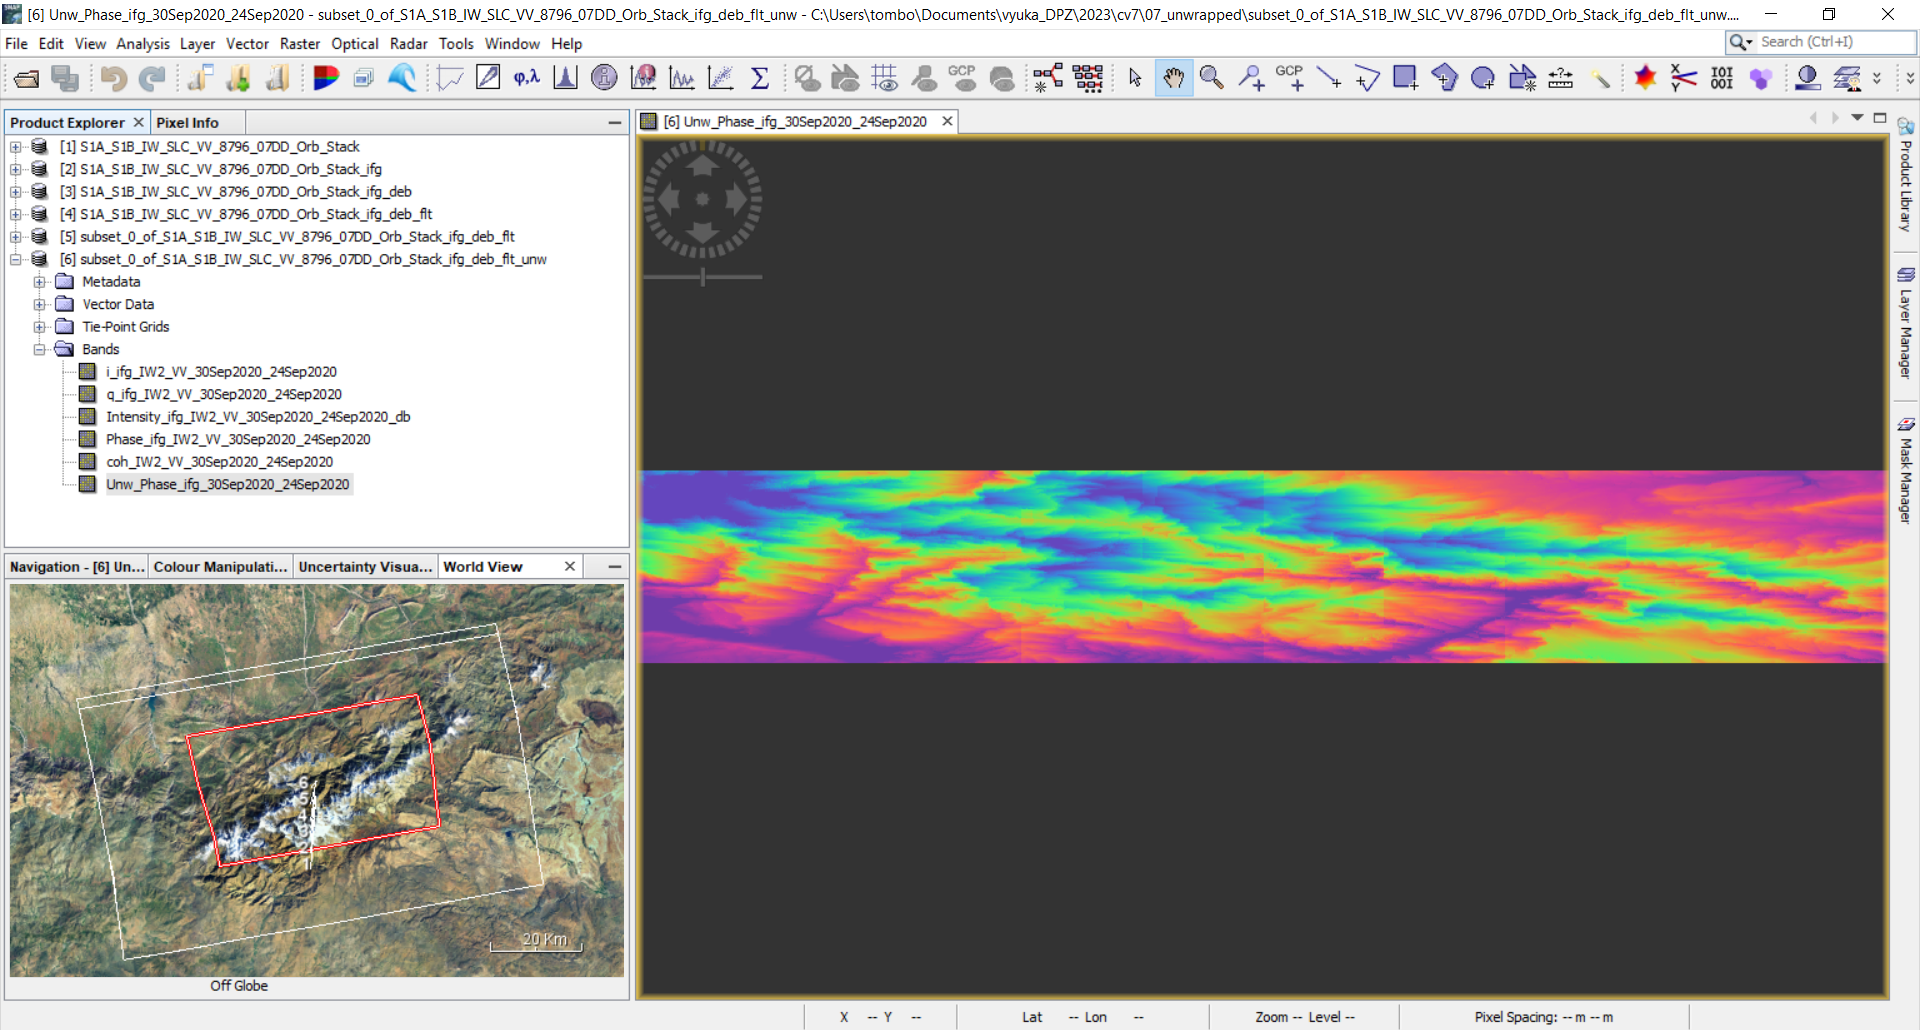 [6] Unw_Phase_ifg_30Sep2020_24Sep2020 - subset_0_of_S1A_S1B_IW_SLC_VV_8796_07DD_Orb_Stack_ifg_deb_flt_unw - C:\Users\tombo\Documents\vyuka_DPZ\2023\cv7\07_unwrapped\subset_0_of_S1A_S1B_IW_SLC_VV_8796_07DD_Orb_Stack_ifg_deb_flt_unw....
File Edit View Analysis Layer Vector Raster Optical Radar Tools Window Help
Search (Ctrl+I)
φ,λ GCP GCP
Product Explorer Pixel Info
[6] Unw_Phase_ifg_30Sep2020_24Sep2020
[1] S1A_S1B_IW_SLC_VV_8796_07DD_Orb_Stack
[2] S1A_S1B_IW_SLC_VV_8796_07DD_Orb_Stack_ifg
[3] S1A_S1B_IW_SLC_VV_8796_07DD_Orb_Stack_ifg_deb
[4] S1A_S1B_IW_SLC_VV_8796_07DD_Orb_Stack_ifg_deb_flt
[5] subset_0_of_S1A_S1B_IW_SLC_VV_8796_07DD_Orb_Stack_ifg_deb_flt
[6] subset_0_of_S1A_S1B_IW_SLC_VV_8796_07DD_Orb_Stack_ifg_deb_flt_unw
Metadata
Vector Data
Tie-Point Grids
Bands
i_ifg_IW2_VV_30Sep2020_24Sep2020
q_ifg_IW2_VV_30Sep2020_24Sep2020
Intensity_ifg_IW2_VV_30Sep2020_24Sep2020_db
Phase_ifg_IW2_VV_30Sep2020_24Sep2020
coh_IW2_VV_30Sep2020_24Sep2020
Unw_Phase_ifg_30Sep2020_24Sep2020
Product Library
Layer Manager
Mask Manager
Navigation - [6] Un... Colour Manipulati... Uncertainty Visua... World View
20 Km
Off Globe
X -- Y -- Lat -- Lon -- Zoom -- Level -- Pixel Spacing: -- m -- m